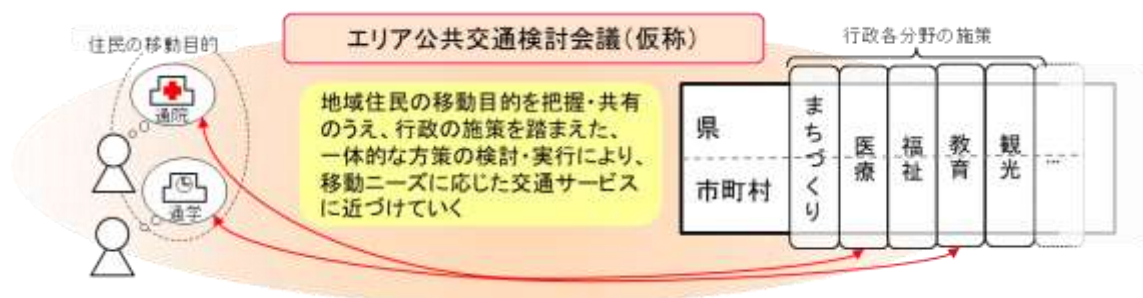 エリア公共交通検討会議(仮称)
住民の移動目的
通院
通学
地域住民の移動目的を把握・共有
のうえ、行政の施策を踏まえた、
一体的な方策の検討・実行により、
移動ニーズに応じた交通サービス
に近づけていく
行政各分野の施策
県
市町村
まちづくり
医療
福祉
教育
観光
…